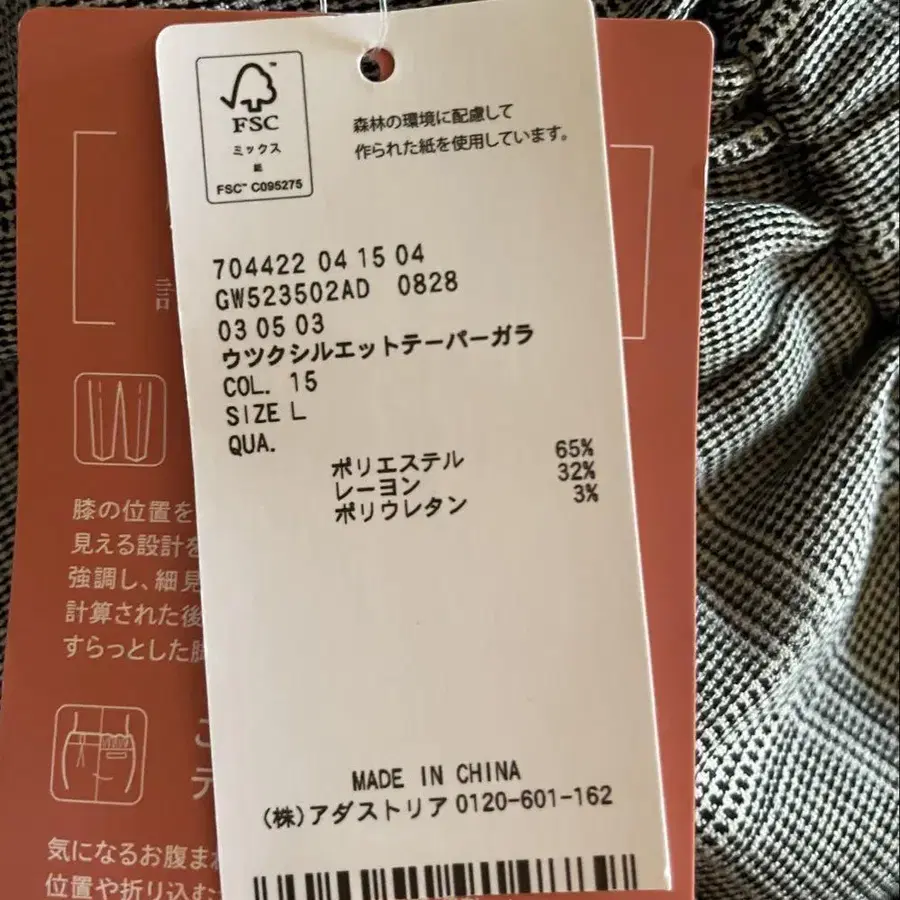 FSC™
ミックス
紙
FSC™ C095275
森林の環境に配慮して
作られた紙を使用しています。
704422 04 15 04
GW523502AD 0828
03 05 03
ウツクシルエットテーパーガラ
COL. 15
SIZE L
QUA.
ポリエステル 65%
レーヨン 32%
ポリウレタン 3%
MADE IN CHINA
(株)アダストリア 0120-601-162
膝の位置を
見える設計を
強調し、細見
計算された後
すらっとした脚
気になるお腹まわ
位置や折り込む